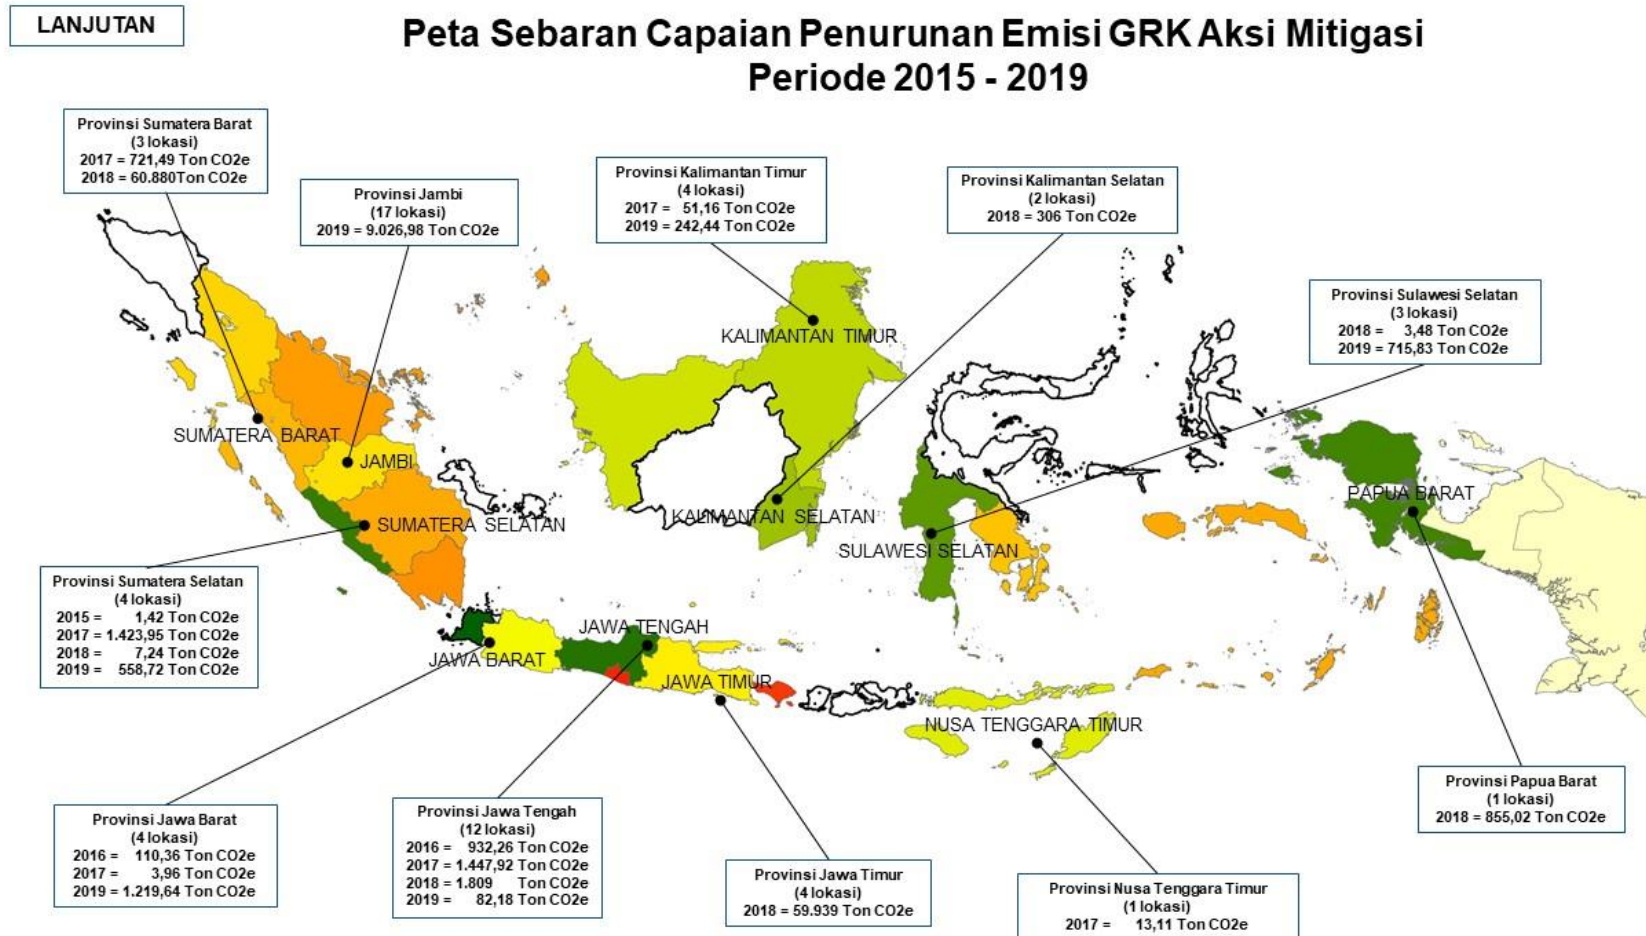 LANJUTAN
Peta Sebaran Capaian Penurunan Emisi GRK Aksi Mitigasi
Periode 2015 - 2019
Provinsi Sumatera Barat
(3 lokasi)
2017 = 721,49 Ton CO2e
2018 = 60.880Ton CO2e
Provinsi Jambi
(17 lokasi)
2019 = 9.026,98 Ton CO2e
Provinsi Kalimantan Timur
(4 lokasi)
2017 = 51,16 Ton CO2e
2019 = 242,44 Ton CO2e
Provinsi Kalimantan Selatan
(2 lokasi)
2018 = 306 Ton CO2e
Provinsi Sulawesi Selatan
(3 lokasi)
2018 = 3,48 Ton CO2e
2019 = 715,83 Ton CO2e
KALIMANTAN TIMUR
SUMATERA BARAT
JAMBI
SUMATERA SELATAN
KALIMANTAN SELATAN
SULAWESI SELATAN
PAPUA BARAT
JAWA TENGAH
JAWA BARAT
JAWA TIMUR
NUSA TENGGARA TIMUR
Provinsi Sumatera Selatan
(4 lokasi)
2015 = 1,42 Ton CO2e
2017 = 1.423,95 Ton CO2e
2018 = 7,24 Ton CO2e
2019 = 558,72 Ton CO2e
Provinsi Jawa Barat
(4 lokasi)
2016 = 110,36 Ton CO2e
2017 = 3,96 Ton CO2e
2019 = 1.219,64 Ton CO2e
Provinsi Jawa Tengah
(12 lokasi)
2016 = 932,26 Ton CO2e
2017 = 1.447,92 Ton CO2e
2018 = 1.809 Ton CO2e
2019 = 82,18 Ton CO2e
Provinsi Jawa Timur
(4 lokasi)
2018 = 59.939 Ton CO2e
Provinsi Nusa Tenggara Timur
(1 lokasi)
2017 = 13,11 Ton CO2e
Provinsi Papua Barat
(1 lokasi)
2018 = 855,02 Ton CO2e